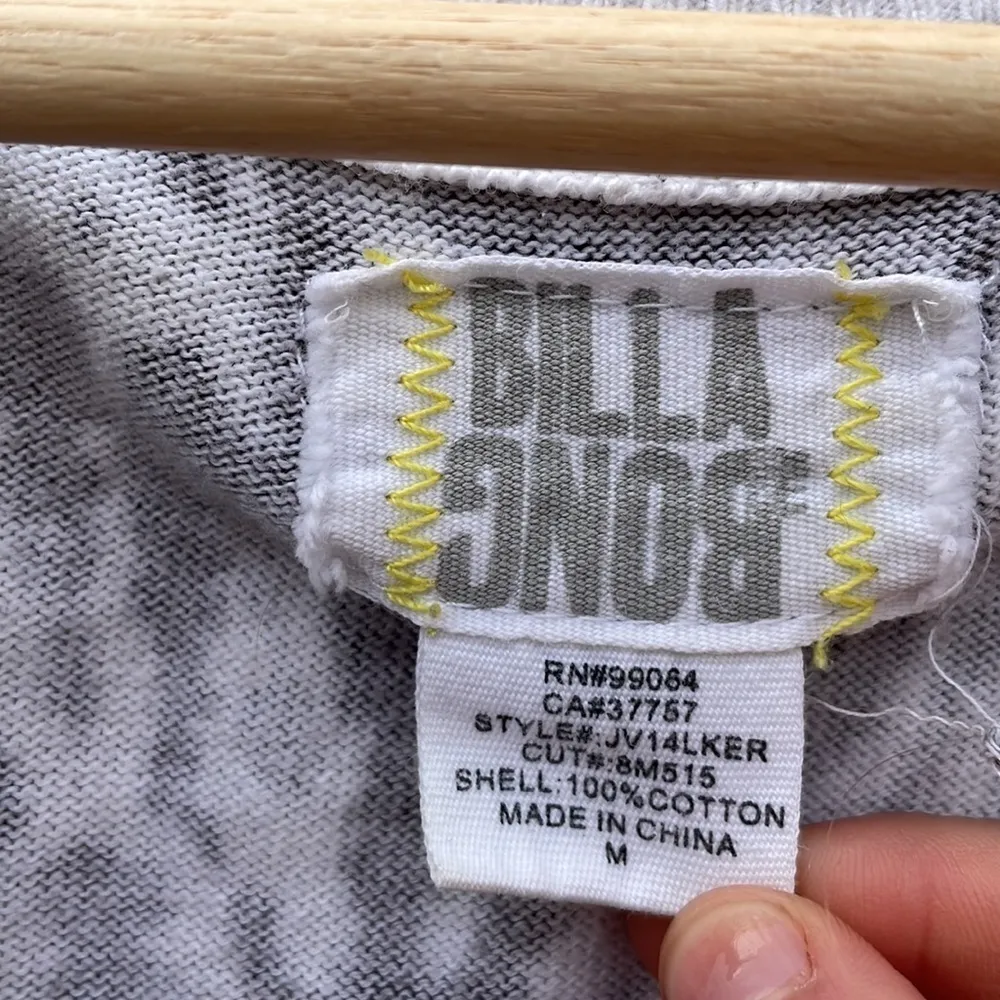 BILLA
BONG
RN#99064
CA#37757
STYLE#:JV14LKER
CUT#:8M515
SHELL:100%COTTON
MADE IN CHINA
M